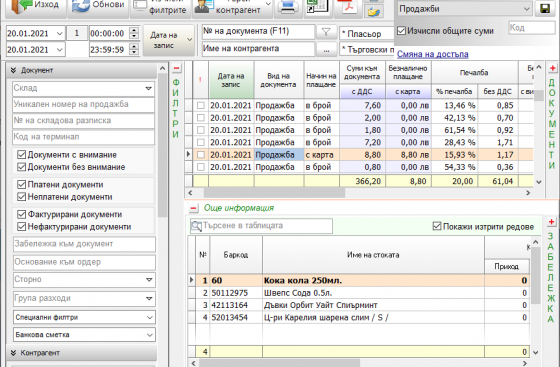 Изход
Обнови
филтрите
контрагент
Продажби
20.01.2021 1 00:00:00
20.01.2021 23:59:59
Дата на запис
№ на документа (F11)
Име на контрагента ...
* Пласьор
* Търговски
Изчисли общите суми
Код
Смяна на достъпа
Документ
Склад
Уникален номер на продажба
№ на складова разписка
Код на терминал
Документи с внимание
Документи без внимание
Платени документи
Неплатени документи
Фактурирани документи
Нефактурирани документи
Забележка към документ
Основание към ордер
Сторно
Група разходи
Специални филтри
Банкова сметка
Контрагент
ФИЛТРИ
! Дата на запис Вид на документа Начин на плащане Суми към документа Безналично плащане Печалба
с ДДС с карта % печалба без ДДС
20.01.2021 Продажба в брой 7,60 0,00 лв 13,46 % 0,85
20.01.2021 Продажба в брой 2,00 0,00 лв 42,13 % 0,70
20.01.2021 Продажба в брой 1,80 0,00 лв 61,54 % 0,92
20.01.2021 Продажба в брой 7,20 0,00 лв 28,43 % 1,71
20.01.2021 Продажба с карта 8,80 8,80 лв 15,93 % 1,17
20.01.2021 Продажба в брой 0,80 0,00 лв 54,33 % 0,36
366,20 8,80 20,00 61,04
ДОКУМЕНТИ
Още информация
Търсене в таблицата
Покажи изтрити редове
№ Баркод Име на стоката
Приход
1 60 Кока кола 250мл. 0
2 50112975 Швепс Сода 0.5л. 0
3 42113164 Дъвки Орбит Уайт Спиърминт 0
4 52013454 Ц-ри Карелия шарена слим / S / 0
4 0
ЗАБЕЛЕЖКА